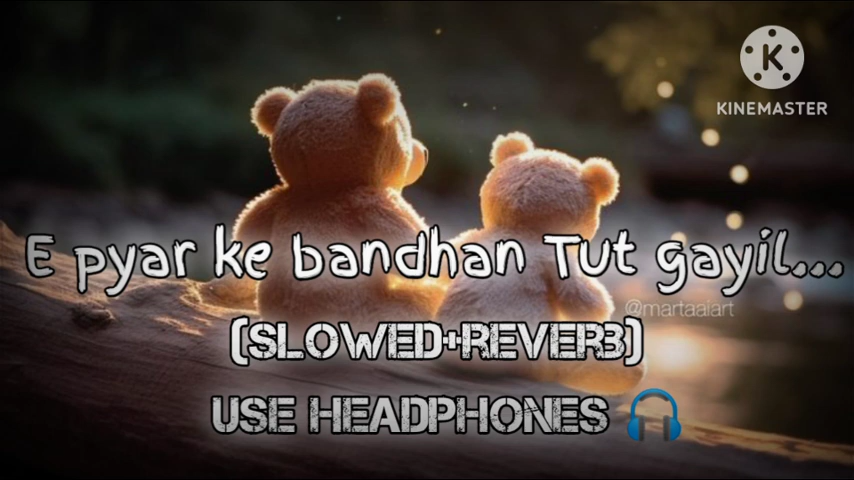 K
KINEMASTER
E pyar ke bandhan Tut gayil...
@martaaiart
(SLOWED+REVERB)
USE HEADPHONES 🎧